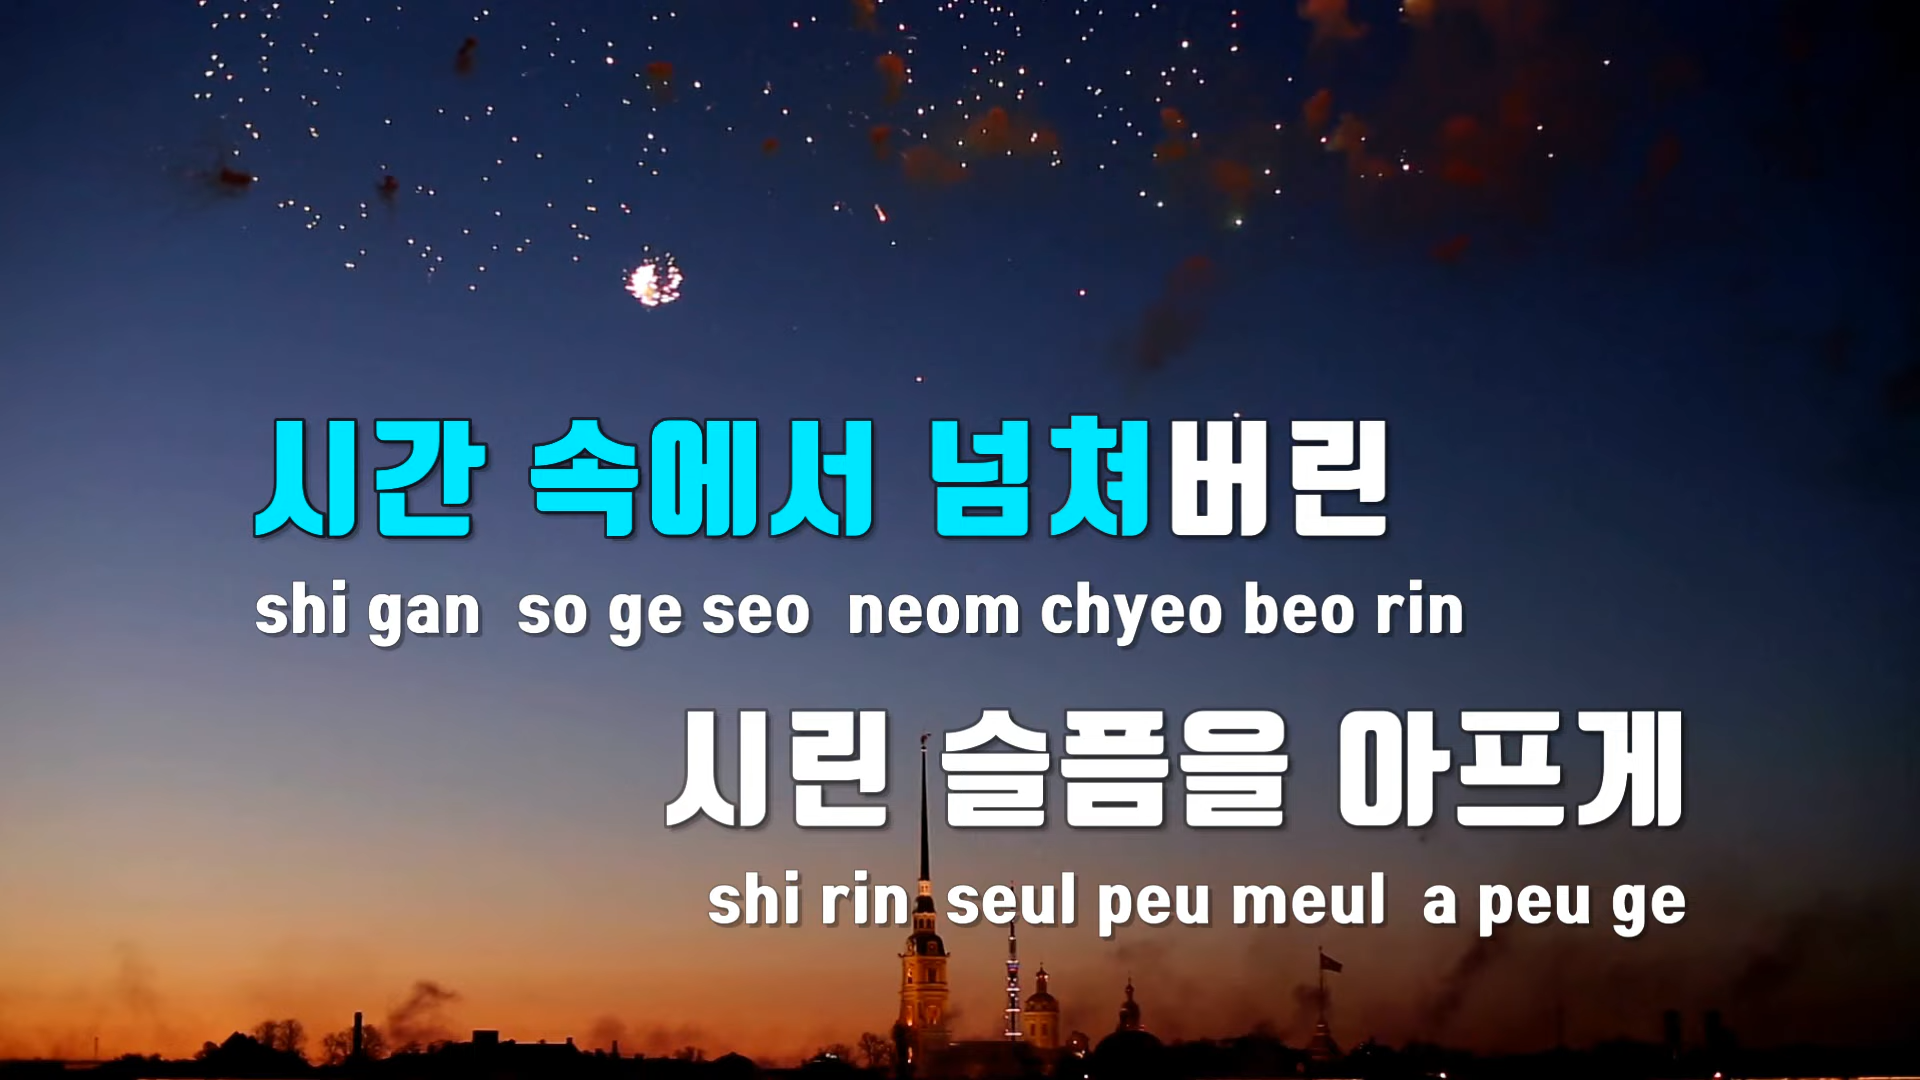 시간 속에서 넘쳐버린
shi gan so ge seo neom chyeo beo rin
시린 슬픔을 아프게
shi rin seul peu meul a peu ge